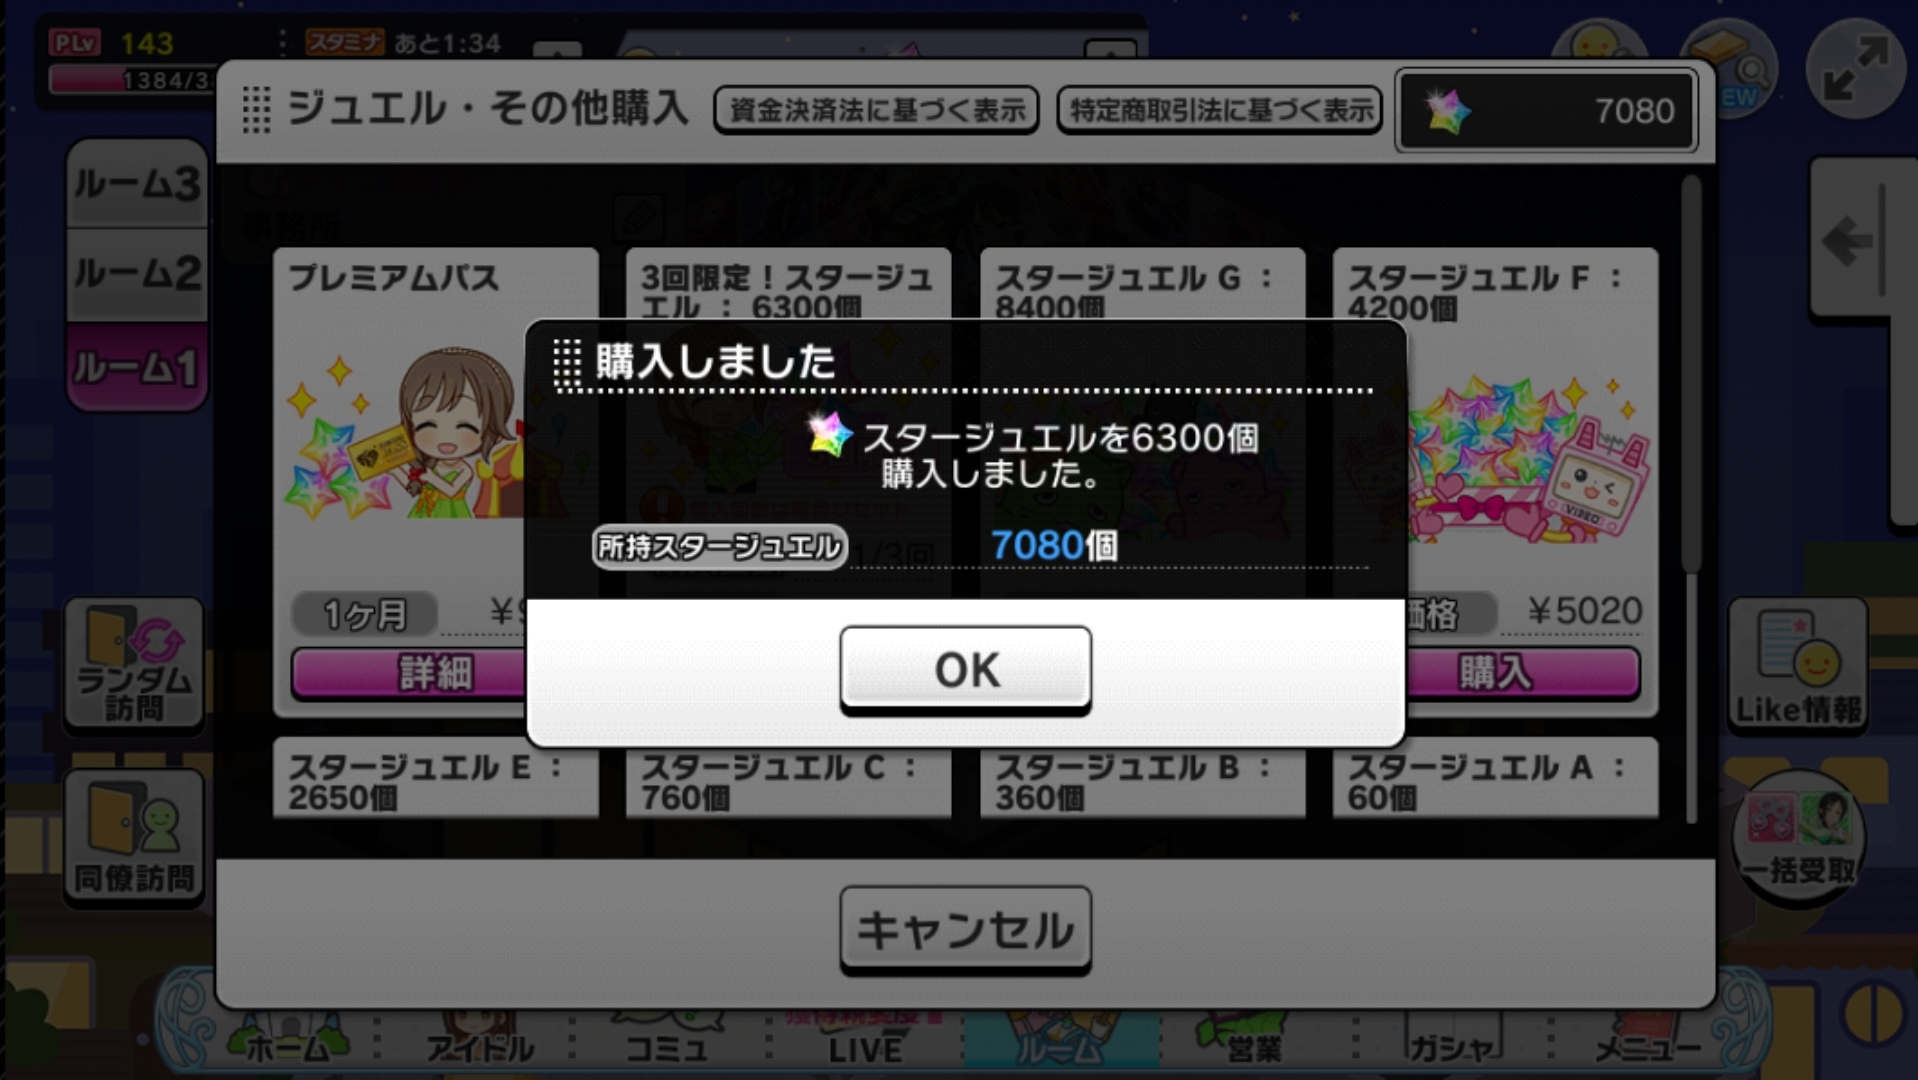 PLv 143
スタミナ あと1:34
1384/3
ジュエル・その他購入
資金決済法に基づく表示
特定商取引法に基づく表示
7080
EW
ルーム3
ルーム2
ルーム1
事務所
プレミアムパス
3回限定！スタージュ
エル ： 6300個
スタージュエル G ：
8400個
スタージュエル F ：
4200個
購入しました
スタージュエルを6300個
購入しました。
所持スタージュエル 7080個
1/3回
VIDEO
1ヶ月
詳細
価格 ¥5020
購入
OK
スタージュエル E ：
2650個
スタージュエル C ：
760個
スタージュエル B ：
360個
スタージュエル A ：
60個
キャンセル
ランダム
訪問
同僚訪問
Like情報
一括受取
ホーム
アイドル
コミュ
LIVE
ルーム
営業
ガシャ
メニュー